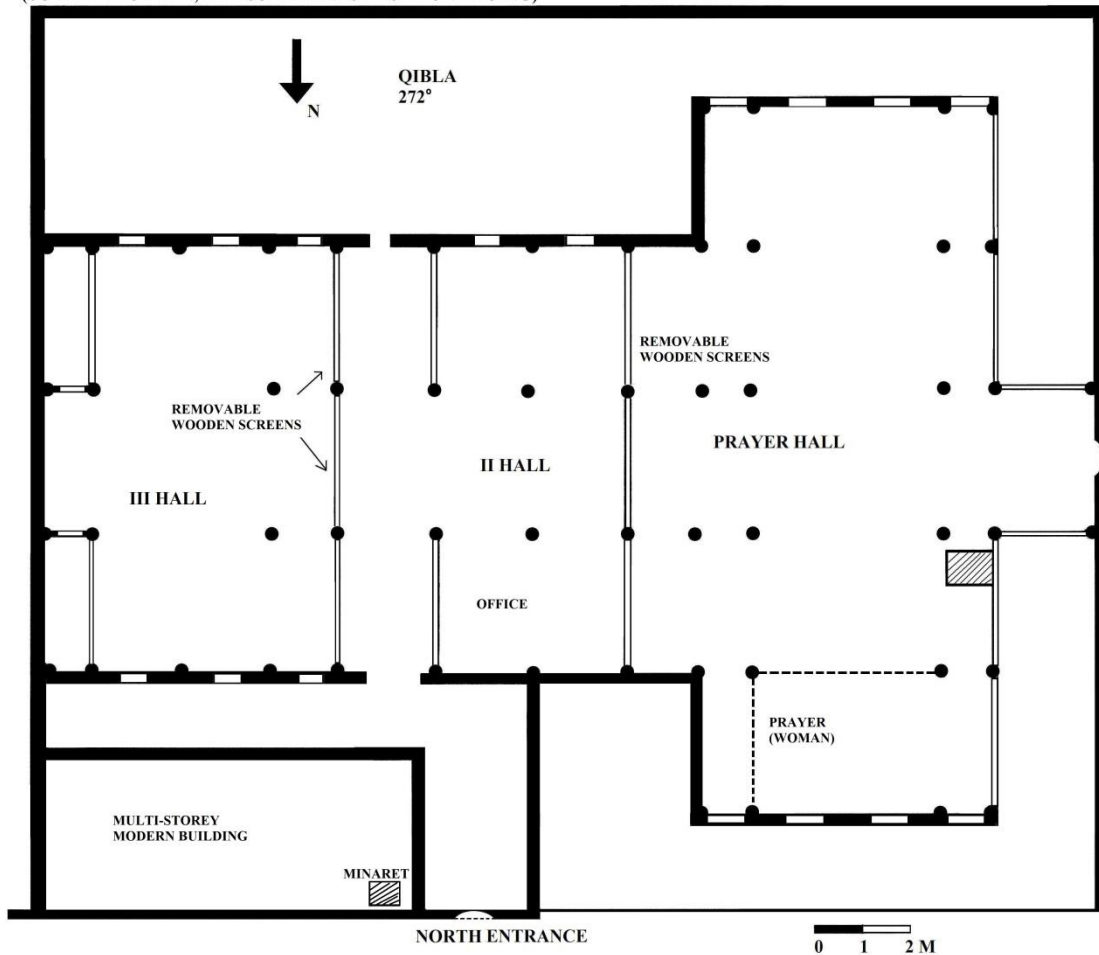 QIBLA
272°
N
REMOVABLE
WOODEN SCREENS
REMOVABLE
WOODEN SCREENS
PRAYER HALL
II HALL
III HALL
OFFICE
PRAYER
(WOMAN)
MULTI-STOREY
MODERN BUILDING
MINARET
NORTH ENTRANCE
0 1 2 M